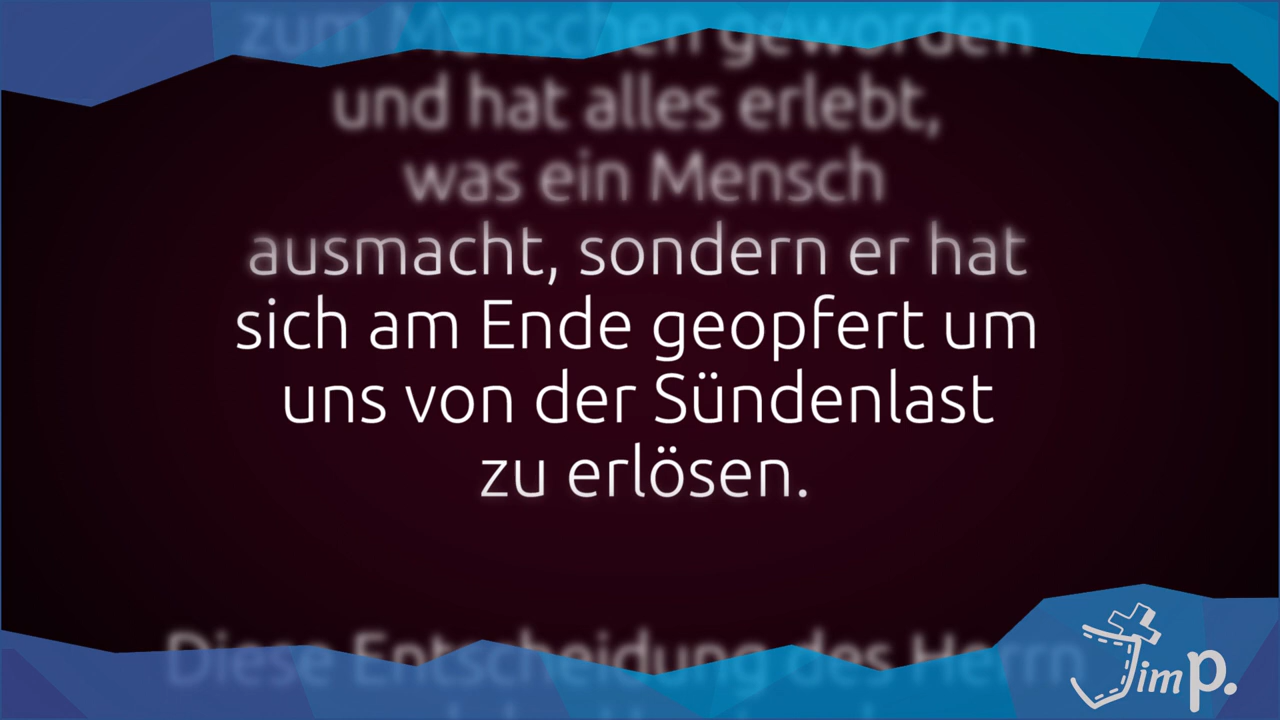 zum Menschen geworden
und hat alles erlebt,
was ein Mensch
ausmacht, sondern er hat
sich am Ende geopfert um
uns von der Sündenlast
zu erlösen.
Diese Entscheidung des Herrn
Jim P.